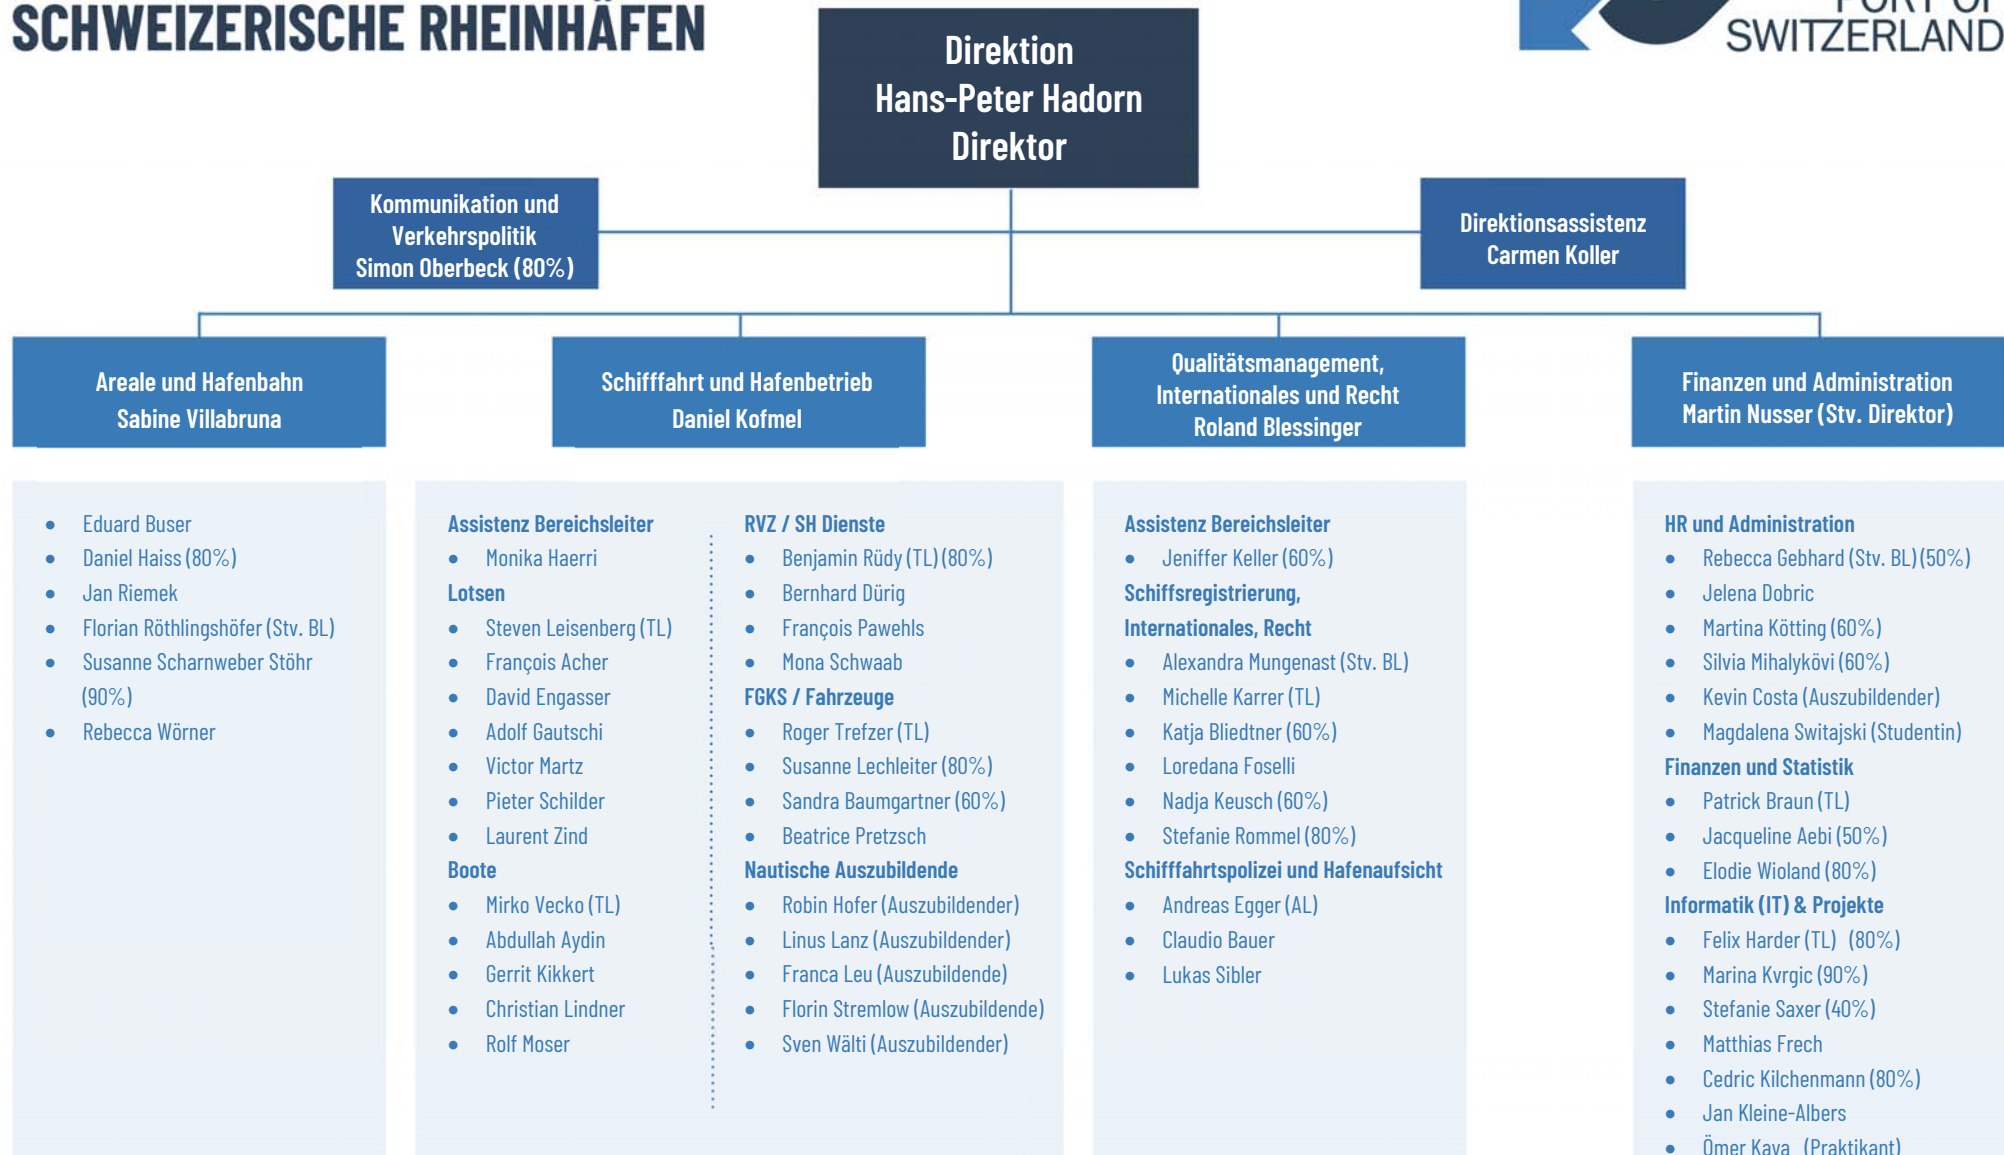 SCHWEIZERISCHE RHEINHÄFEN
PORT OF
SWITZERLAND
Direktion
Hans-Peter Hadorn
Direktor
Kommunikation und
Verkehrspolitik
Simon Oberbeck (80%)
Direktionsassistenz
Carmen Koller
Areale und Hafenbahn
Sabine Villabruna
Schifffahrt und Hafenbetrieb
Daniel Kofmel
Qualitätsmanagement,
Internationales und Recht
Roland Blessinger
Finanzen und Administration
Martin Nusser (Stv. Direktor)
• Eduard Buser
• Daniel Haiss (80%)
• Jan Riemek
• Florian Röthlingshöfer (Stv. BL)
• Susanne Scharnweber Stöhr
(90%)
• Rebecca Wörner
Assistenz Bereichsleiter
• Monika Haerri
Lotsen
• Steven Leisenberg (TL)
• François Acher
• David Engasser
• Adolf Gautschi
• Victor Martz
• Pieter Schilder
• Laurent Zind
Boote
• Mirko Vecko (TL)
• Abdullah Aydin
• Gerrit Kikkert
• Christian Lindner
• Rolf Moser
RVZ / SH Dienste
• Benjamin Rüdy (TL) (80%)
• Bernhard Dürig
• François Pawehls
• Mona Schwaab
FGKS / Fahrzeuge
• Roger Trefzer (TL)
• Susanne Lechleiter (80%)
• Sandra Baumgartner (60%)
• Beatrice Pretzsch
Nautische Auszubildende
• Robin Hofer (Auszubildender)
• Linus Lanz (Auszubildender)
• Franca Leu (Auszubildende)
• Florin Stremlow (Auszubildende)
• Sven Wälti (Auszubildender)
Assistenz Bereichsleiter
• Jeniffer Keller (60%)
Schiffsregistrierung,
Internationales, Recht
• Alexandra Mungenast (Stv. BL)
• Michelle Karrer (TL)
• Katja Bliedtner (60%)
• Loredana Foselli
• Nadja Keusch (60%)
• Stefanie Rommel (80%)
Schifffahrtspolizei und Hafenaufsicht
• Andreas Egger (AL)
• Claudio Bauer
• Lukas Sibler
HR und Administration
• Rebecca Gebhard (Stv. BL) (50%)
• Jelena Dobric
• Martina Kötting (60%)
• Silvia Mihalykövi (60%)
• Kevin Costa (Auszubildender)
• Magdalena Switajski (Studentin)
Finanzen und Statistik
• Patrick Braun (TL)
• Jacqueline Aebi (50%)
• Elodie Wioland (80%)
Informatik (IT) & Projekte
• Felix Harder (TL) (80%)
• Marina Kvrgic (90%)
• Stefanie Saxer (40%)
• Matthias Frech
• Cedric Kilchenmann (80%)
• Jan Kleine-Albers
• Ömer Kaya (Praktikant)